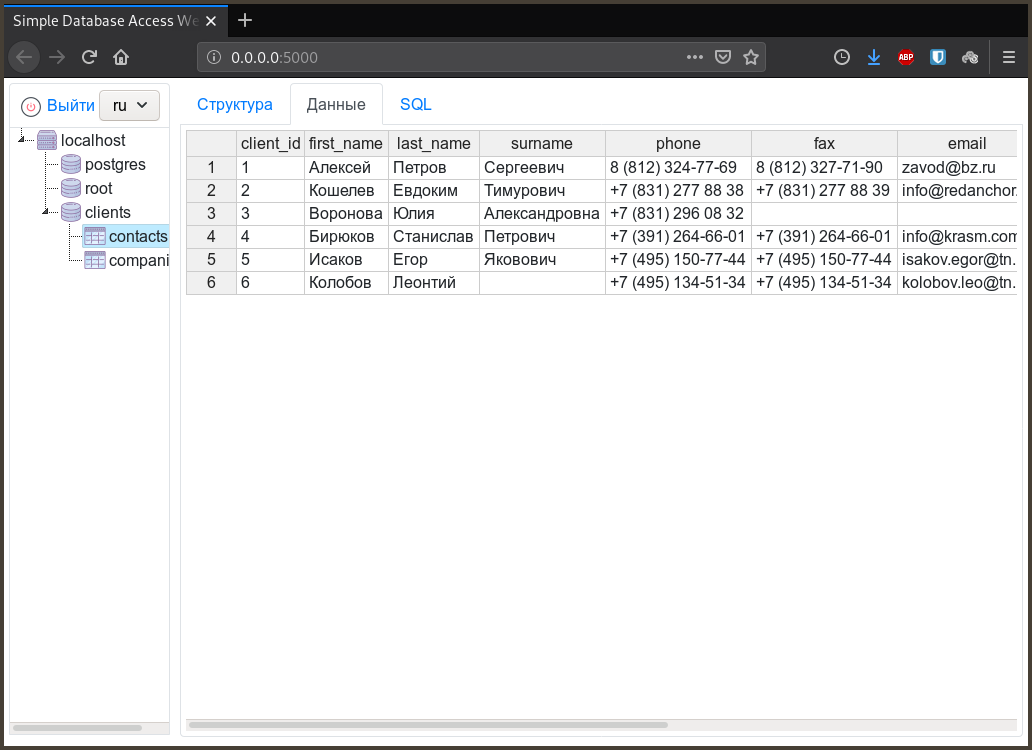 Simple Database Access We
0.0.0.0:5000
ABP
Выйти ru
localhost
postgres
root
clients
contacts
compani
Структура Данные SQL
client_id first_name last_name surname phone fax email
1 1 Алексей Петров Сергеевич 8 (812) 324-77-69 8 (812) 327-71-90 zavod@bz.ru
2 2 Кошелев Евдоким Тимурович +7 (831) 277 88 38 +7 (831) 277 88 39 info@redanchor.
3 3 Воронова Юлия Александровна +7 (831) 296 08 32
4 4 Бирюков Станислав Петрович +7 (391) 264-66-01 +7 (391) 264-66-01 info@krasm.com
5 5 Исаков Егор Яковович +7 (495) 150-77-44 +7 (495) 150-77-44 isakov.egor@tn.
6 6 Колобов Леонтий +7 (495) 134-51-34 +7 (495) 134-51-34 kolobov.leo@tn.